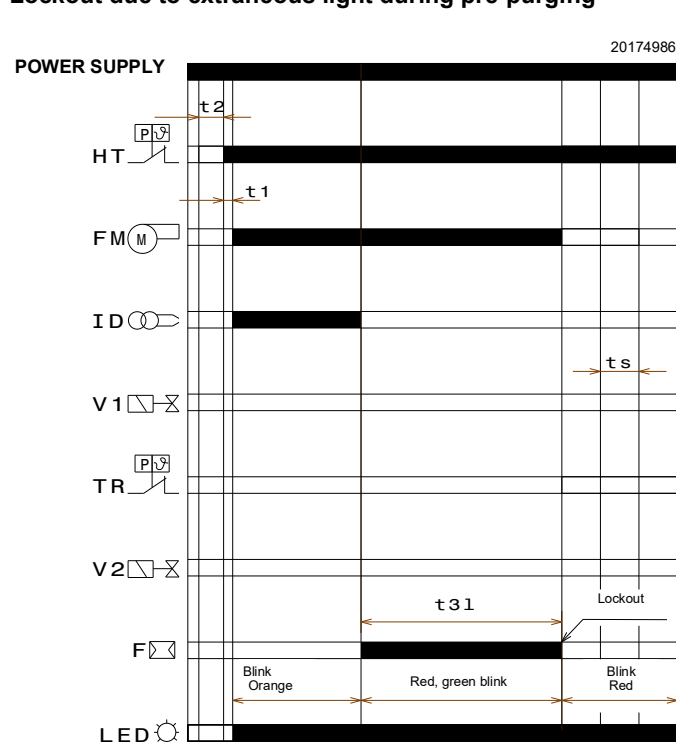 Lockout due to extraneous light during pre-purging
20174986
POWER SUPPLY
t2
P ϑ
HT
t1
FM M
ID
ts
V1
P ϑ
TR
V2
t3l
Lockout
F
Blink
Orange
Red, green blink
Blink
Red
LED